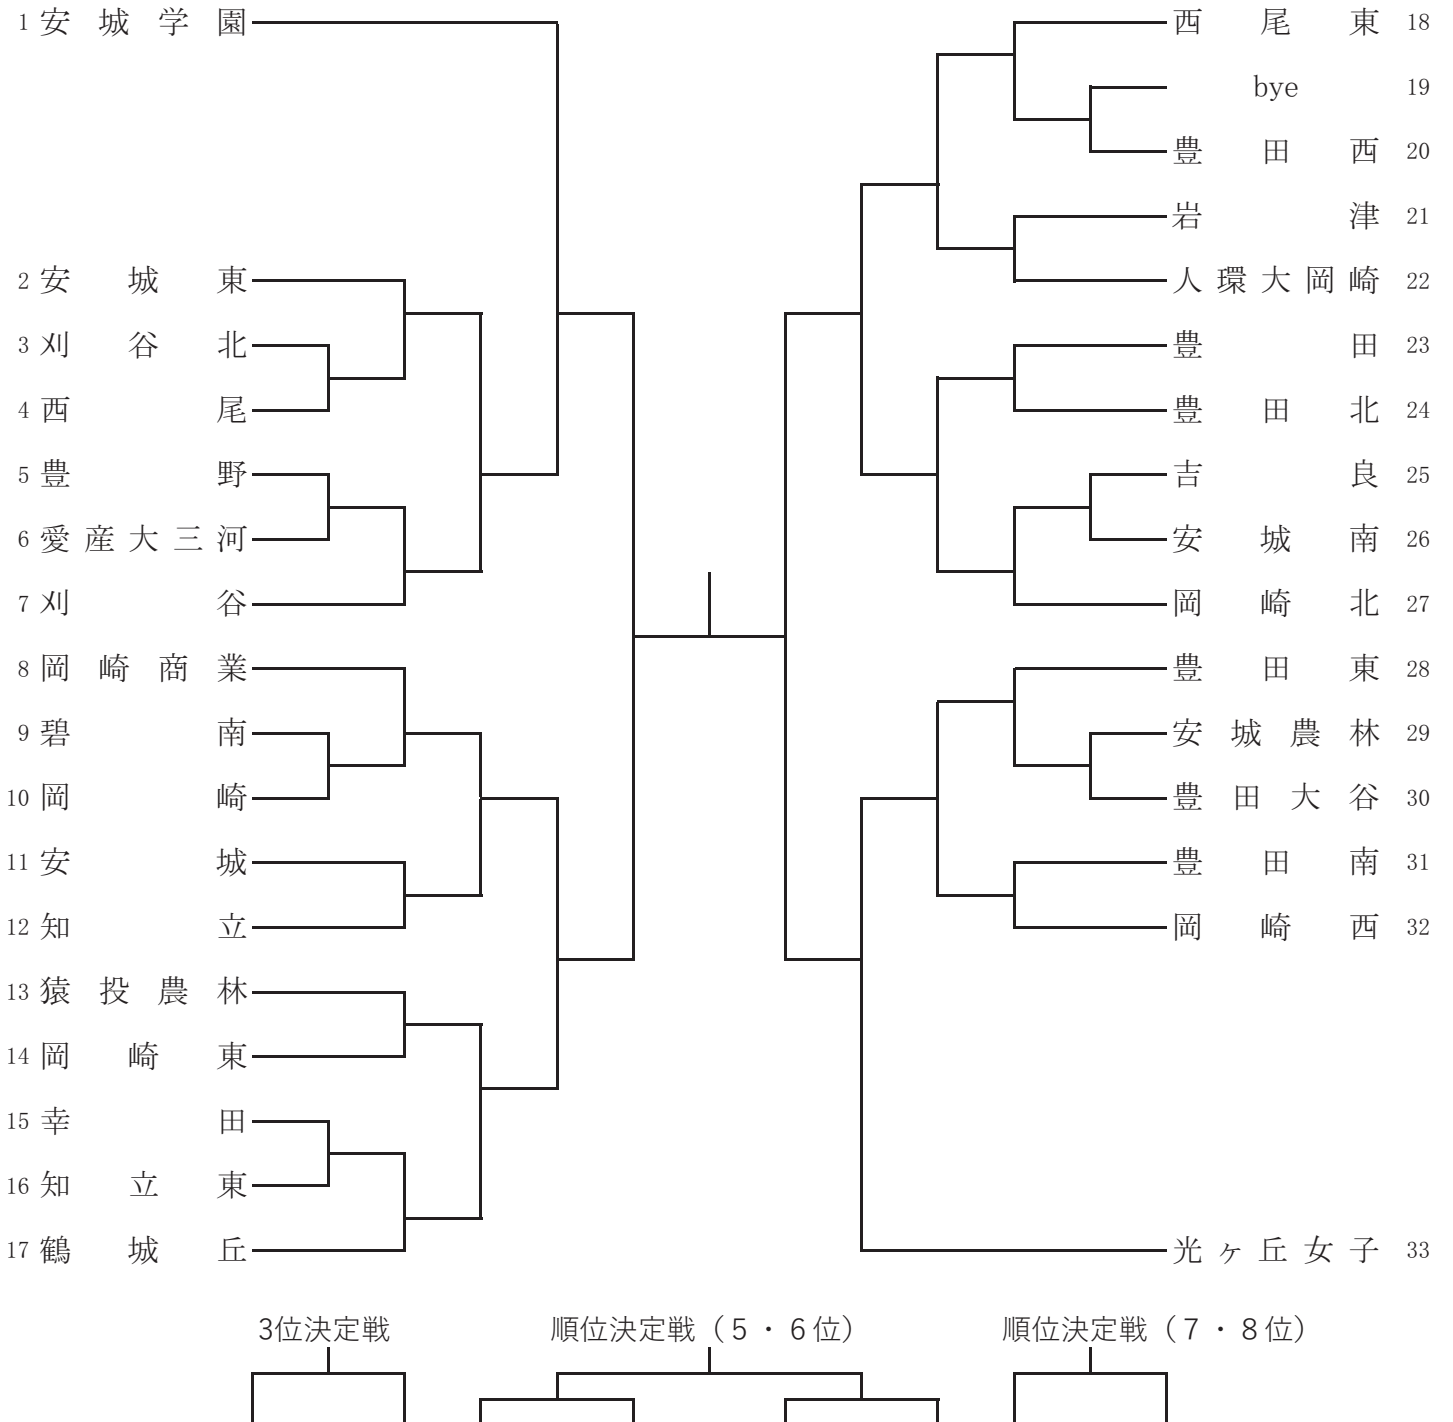 1 安城学園
2 安城東
3 刈谷北
4 西尾
5 豊野
6 愛産大三河
7 刈谷
8 岡崎商業
9 碧南
10 岡崎
11 安城
12 知立
13 猿投農林
14 岡崎東
15 幸田
16 知立東
17 鶴城丘
西尾東 18
bye 19
豊田西 20
岩津 21
人環大岡崎 22
豊田 23
豊田北 24
吉良 25
安城南 26
岡崎北 27
豊田東 28
安城農林 29
豊田大谷 30
豊田南 31
岡崎西 32
光ヶ丘女子 33
3位決定戦
順位決定戦（５・６位）
順位決定戦（７・８位）